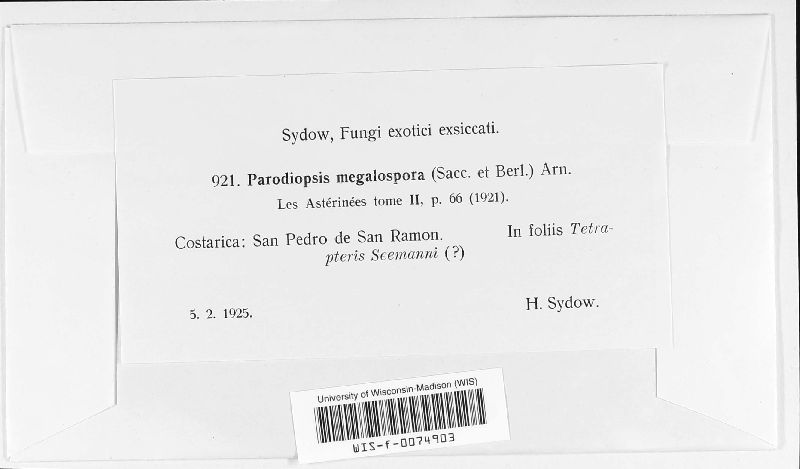 Sydow, Fungi exotici exsiccati.
921. Parodiopsis megalospora (Sacc. et Berl.) Arn.
Les Astérinées tome II, p. 66 (1921).
Costarica: San Pedro de San Ramon. In foliis Tetra-
pteris Seemanni (?)
5. 2. 1925. H. Sydow.
University of Wisconsin-Madison (WIS)
WIS-f-0074903